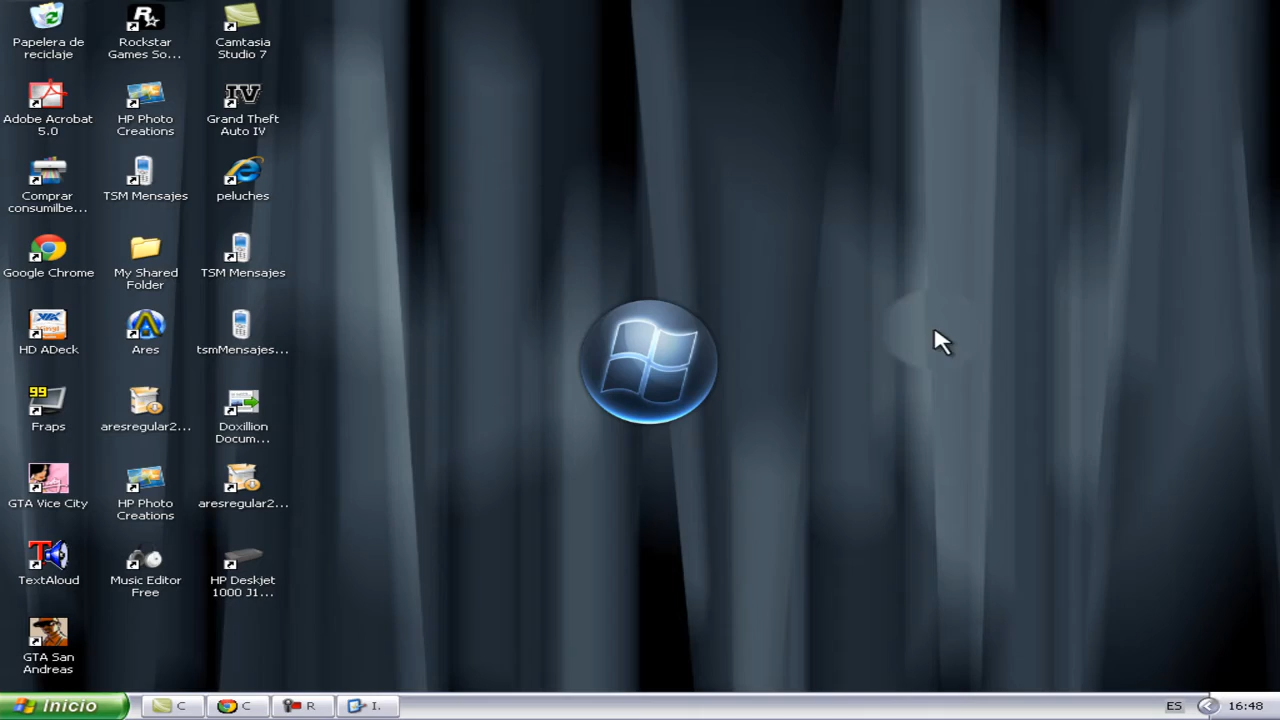 Papelera de
reciclaje
Rockstar
Games So...
Camtasia
Studio 7
Adobe Acrobat
5.0
HP Photo
Creations
IV
Grand Theft
Auto IV
Comprar
consumilbe...
TSM Mensajes
peluches
Google Chrome
My Shared
Folder
TSM Mensajes
HD ADeck
Ares
tsmMensajes...
99
Fraps
aresregular2...
Doxillion
Docum...
GTA Vice City
HP Photo
Creations
aresregular2...
TextAloud
Music Editor
Free
HP Deskjet
1000 J1...
GTA San
Andreas
Inicio
C
C
R
I.
ES
16:48